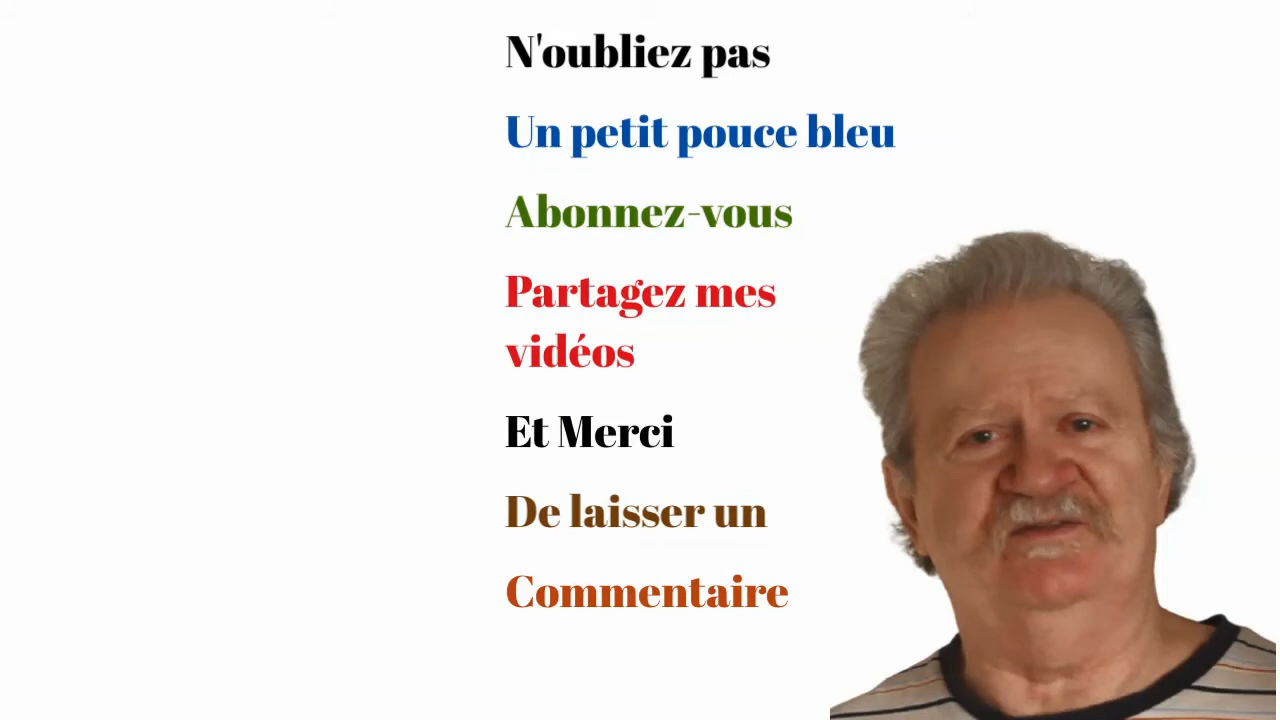 N'oubliez pas
Un petit pouce bleu
Abonnez-vous
Partagez mes
vidéos
Et Merci
De laisser un
Commentaire